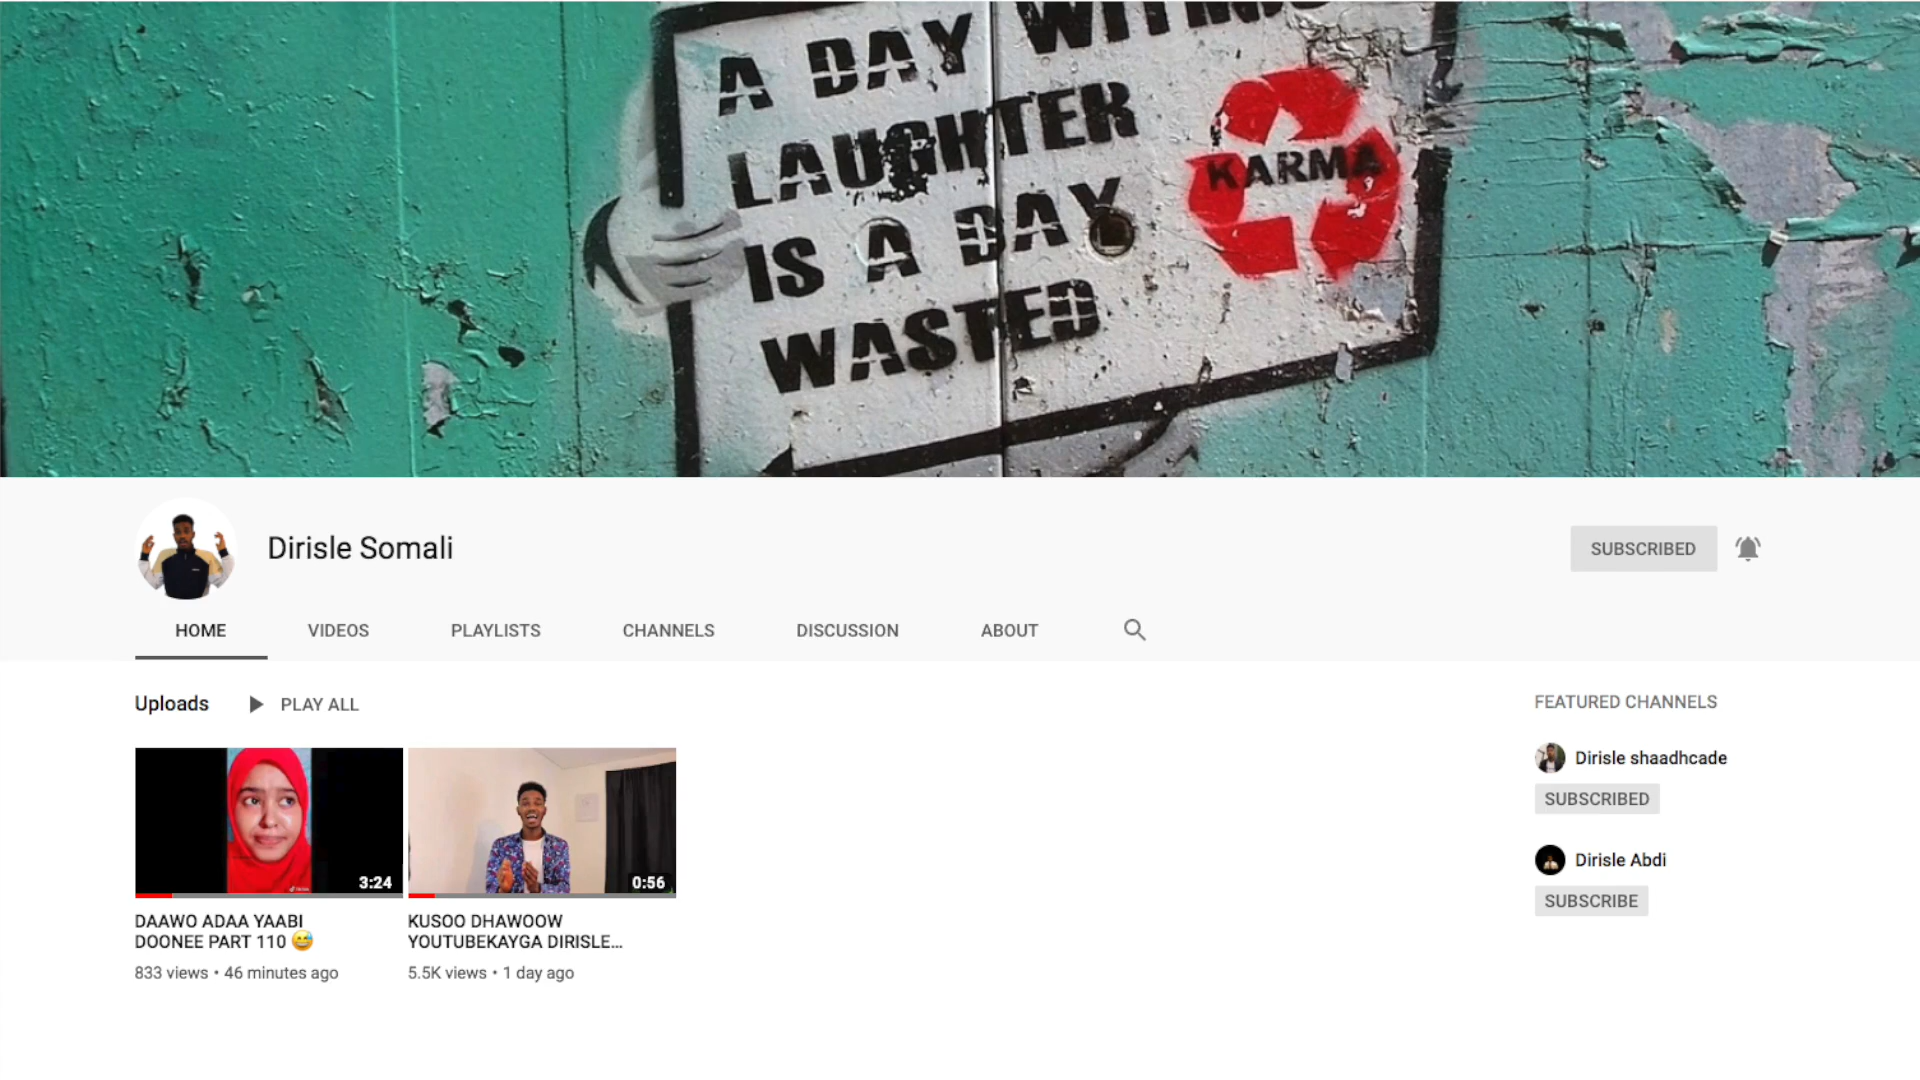 A DAY
LAUGHTER
KARMA
IS A DAY
WASTED
Dirisle Somali
SUBSCRIBED
HOME
VIDEOS
PLAYLISTS
CHANNELS
DISCUSSION
ABOUT
Uploads
PLAY ALL
FEATURED CHANNELS
Dirisle shaadhcade
SUBSCRIBED
Dirisle Abdi
SUBSCRIBE
3:24
0:56
DAAWO ADAA YAABI
DOONEE PART 110 😅
833 views • 46 minutes ago
KUSOO DHAWOOW
YOUTUBEKAYGA DIRISLE...
5.5K views • 1 day ago